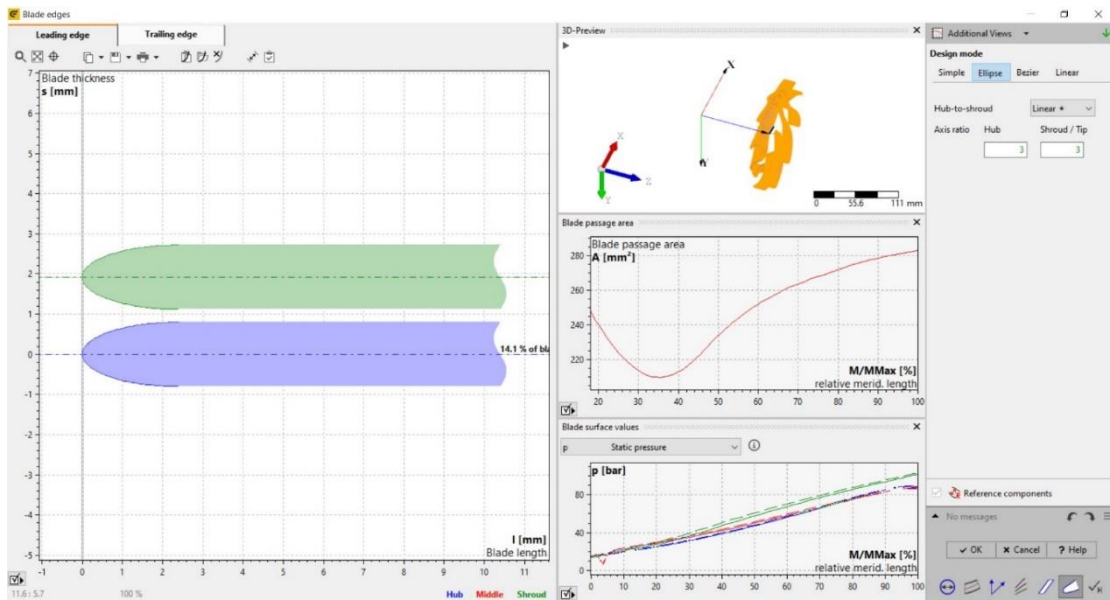 Blade edges
Leading edge
Trailing edge
Blade thickness
s [mm]
7
6
5
4
3
2
1
0
-1
-2
-3
-4
-5
14.1 % of bla
l [mm]
Blade length
-1 0 1 2 3 4 5 6 7 8 9 10 11
11.6 : 5.7
100 %
Hub Middle Shroud
3D-Preview
X
X
Z
Y
0 55.6 111 mm
Blade passage area
Blade passage area
A [mm²]
280
260
240
220
M/MMax [%]
relative merid. length
20 30 40 50 60 70 80 90 100
Blade surface values
p Static pressure
p [bar]
80
40
0
M/MMax [%]
relative merid. length
0 10 20 30 40 50 60 70 80 90 100
Additional Views
Design mode
Simple Ellipse Bezier Linear
Hub-to-shroud Linear *
Axis ratio Hub Shroud / Tip
3 3
Reference components
No messages
OK Cancel ? Help